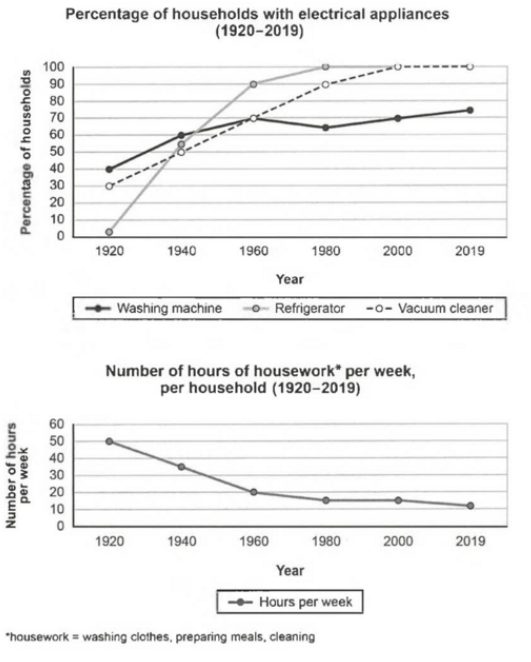 Percentage of households with electrical appliances
(1920–2019)
Percentage of households
100
90
80
70
60
50
40
30
20
10
0
1920 1940 1960 1980 2000 2019
Year
Washing machine Refrigerator Vacuum cleaner
Number of hours of housework* per week,
per household (1920–2019)
Number of hours
per week
60
50
40
30
20
10
0
1920 1940 1960 1980 2000 2019
Year
Hours per week
*housework = washing clothes, preparing meals, cleaning